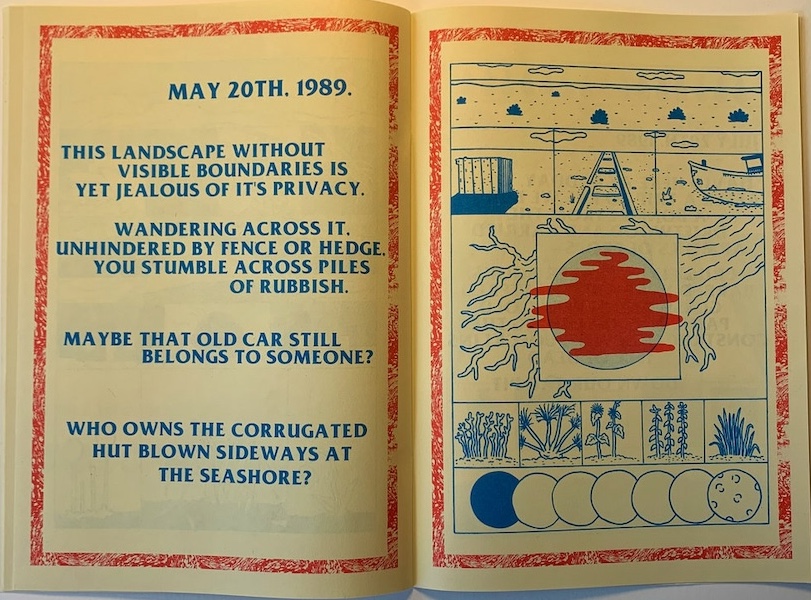 MAY 20TH. 1989.
THIS LANDSCAPE WITHOUT
VISIBLE BOUNDARIES IS
YET JEALOUS OF IT'S PRIVACY.
WANDERING ACROSS IT.
UNHINDERED BY FENCE OR HEDGE.
YOU STUMBLE ACROSS PILES
OF RUBBISH.
MAYBE THAT OLD CAR STILL
BELONGS TO SOMEONE?
WHO OWNS THE CORRUGATED
HUT BLOWN SIDEWAYS AT
THE SEASHORE?